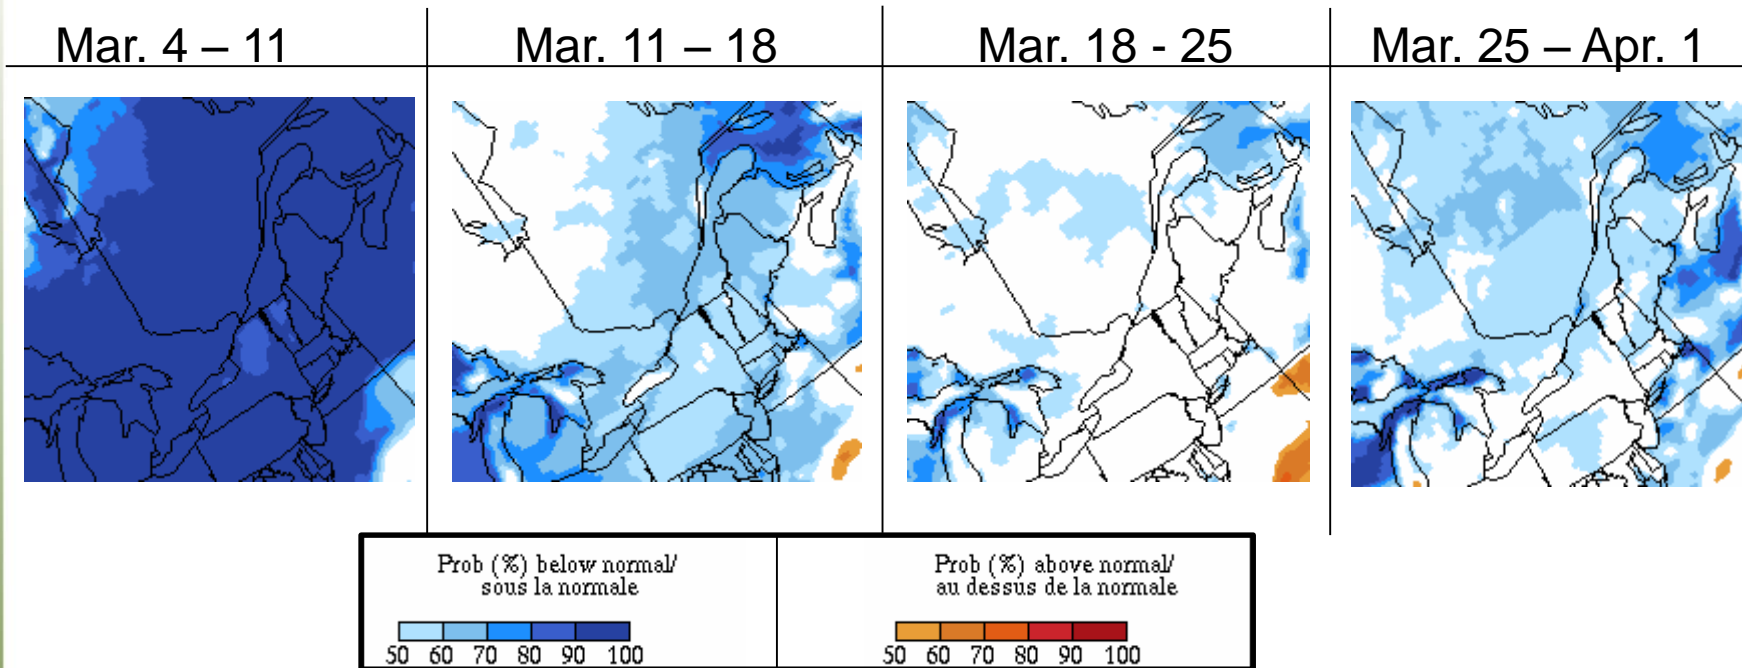 Mar. 4 – 11
Mar. 11 – 18
Mar. 18 - 25
Mar. 25 – Apr. 1
Prob (%) below normal/
sous la normale
50 60 70 80 90 100
Prob (%) above normal/
au dessus de la normale
50 60 70 80 90 100